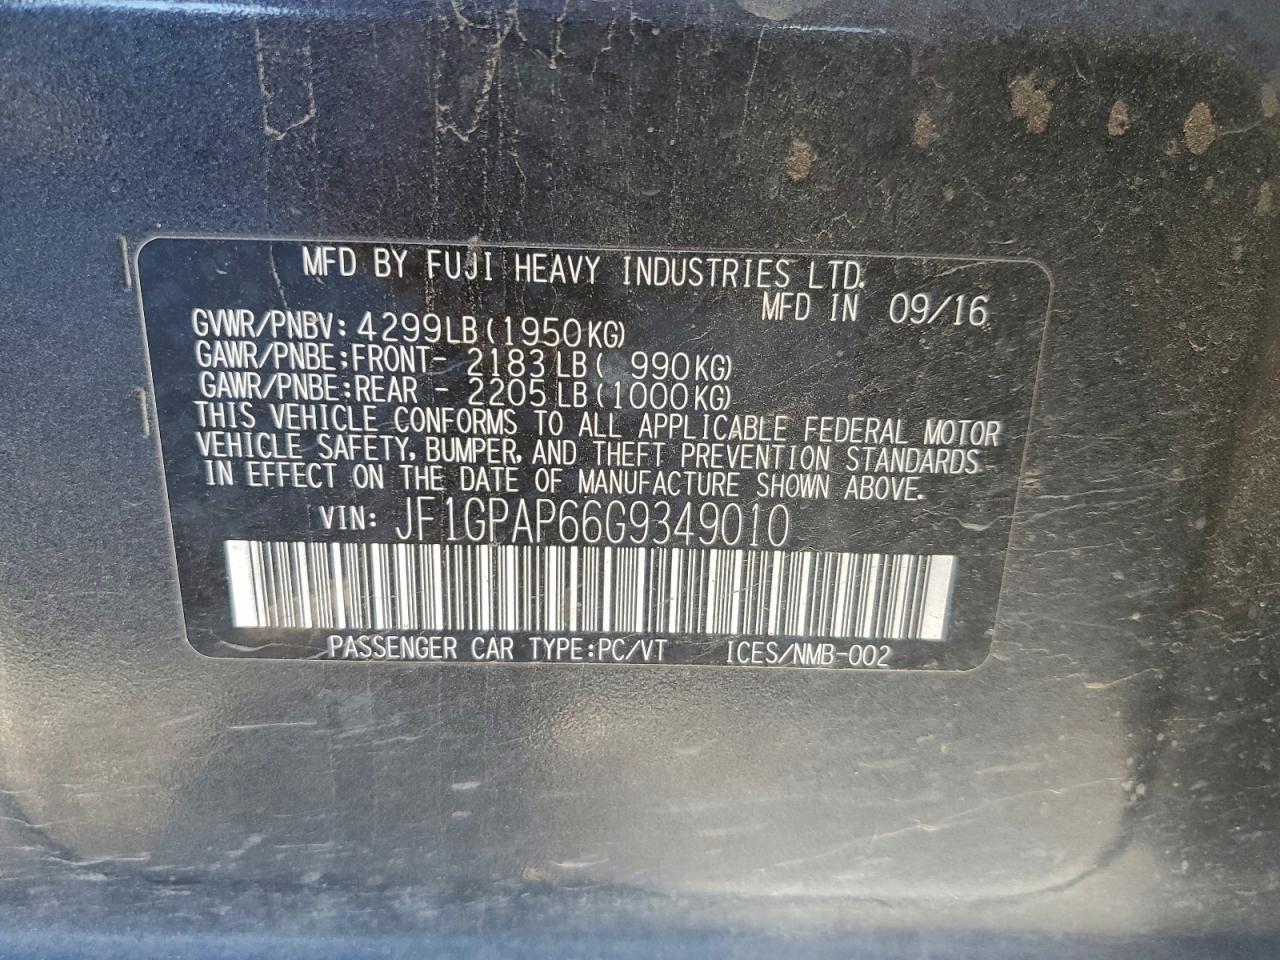 MFD BY FUJI HEAVY INDUSTRIES LTD.
MFD IN 09/16
GVWR/PNBV: 4299LB(1950KG)
GAWR/PNBE:FRONT- 2183LB( 990KG)
GAWR/PNBE:REAR - 2205LB(1000KG)
THIS VEHICLE CONFORMS TO ALL APPLICABLE FEDERAL MOTOR
VEHICLE SAFETY, BUMPER, AND THEFT PREVENTION STANDARDS
IN EFFECT ON THE DATE OF MANUFACTURE SHOWN ABOVE.
VIN: JF1GPAP66G9349010
PASSENGER CAR TYPE:PC/VT ICES/NMB-002